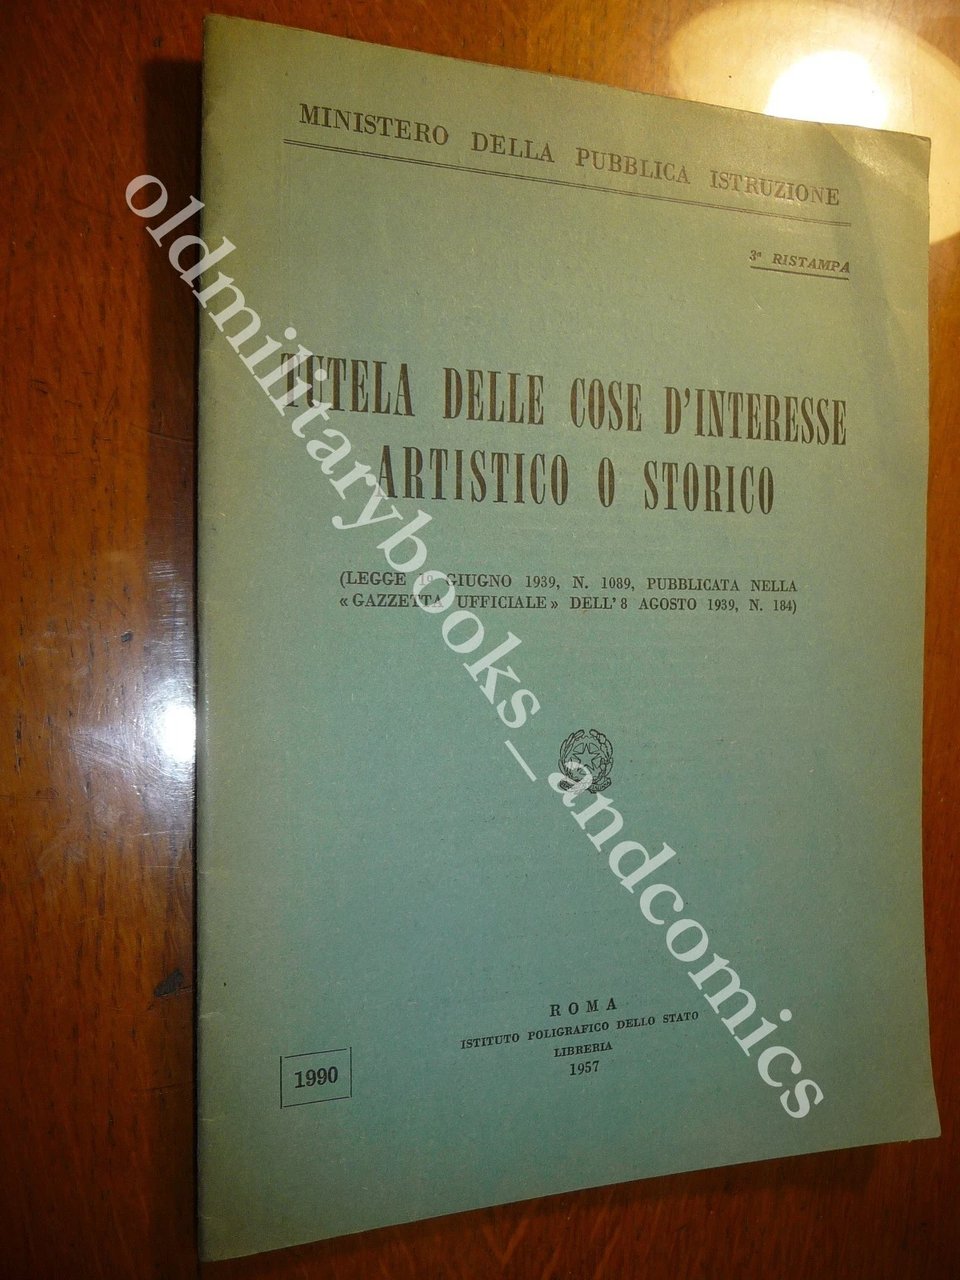 MINISTERO DELLA PUBBLICA ISTRUZIONE
3ª RISTAMPA
TUTELA DELLE COSE D'INTERESSE
ARTISTICO O STORICO
(LEGGE 1º GIUGNO 1939, N. 1089, PUBBLICATA NELLA
« GAZZETTA UFFICIALE » DELL'8 AGOSTO 1939, N. 184)
ROMA
ISTITUTO POLIGRAFICO DELLO STATO
LIBRERIA
1957
1990
oldmilitarybooks_andcomics